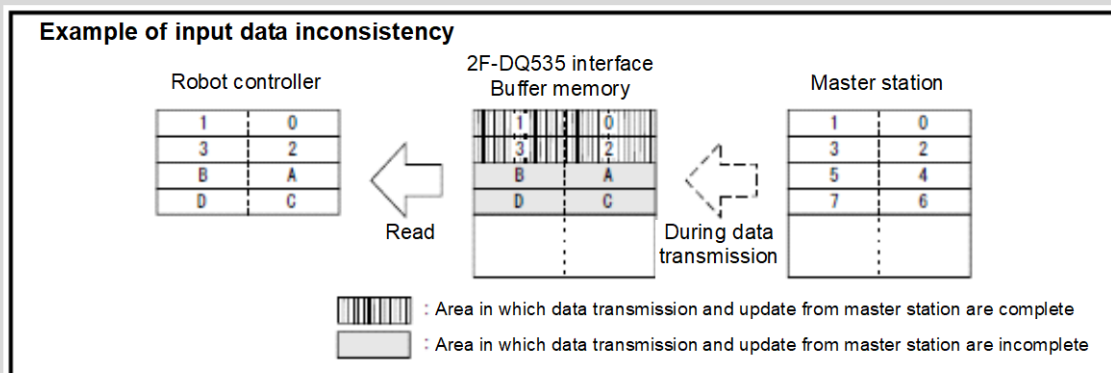 Example of input data inconsistency
Robot controller
2F-DQ535 interface
Buffer memory
Master station
1 0
3 2
B A
D C
1 0
3 2
B A
D C
1 0
3 2
5 4
7 6
Read
During data
transmission
: Area in which data transmission and update from master station are complete
: Area in which data transmission and update from master station are incomplete